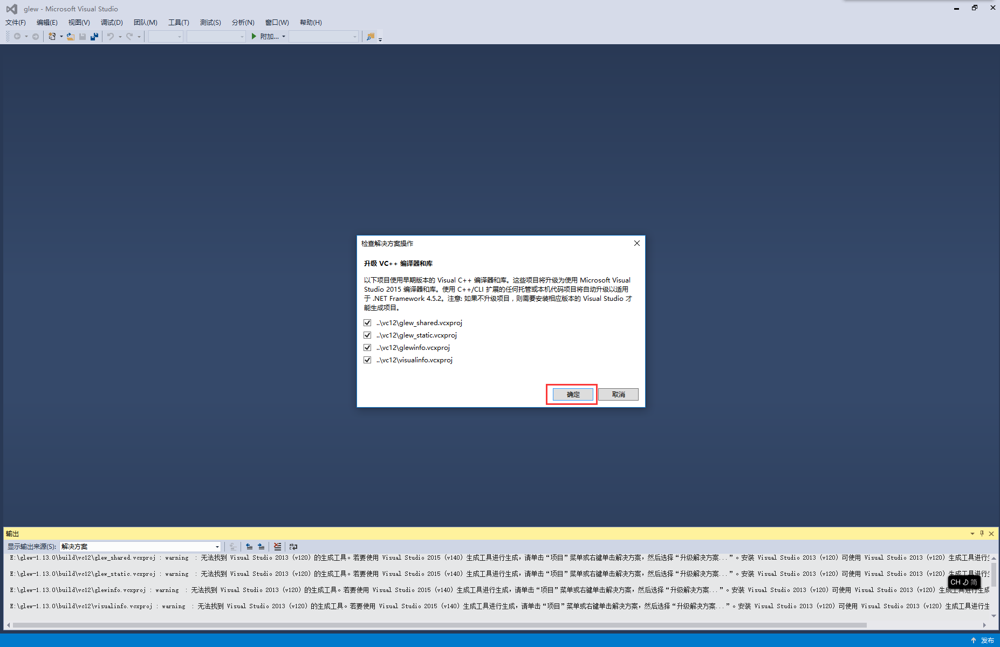 glew - Microsoft Visual Studio
文件(F) 编辑(E) 视图(V) 调试(D) 团队(M) 工具(T) 测试(S) 分析(N) 窗口(W) 帮助(H)
附加...
检查解决方案操作
升级 VC++ 编译器和库
以下项目使用早期版本的 Visual C++ 编译器和库。这些项目将升级为使用 Microsoft Visual
Studio 2015 编译器和库。使用 C++/CLI 扩展的任何托管或本机代码项目将自动升级以适用
于 .NET Framework 4.5.2。注意: 如果不升级项目，则需要安装相应版本的 Visual Studio 才
能生成项目。
..\vc12\glew_shared.vcxproj
..\vc12\glew_static.vcxproj
..\vc12\glewinfo.vcxproj
..\vc12\visualinfo.vcxproj
确定 取消
输出
显示输出来源(S): 解决方案
E:\glew-1.13.0\build\vc12\glew_shared.vcxproj : warning  : 无法找到 Visual Studio 2013 (v120) 的生成工具。若要使用 Visual Studio 2015 (v140) 生成工具进行生成，请单击“项目”菜单或右键单击解决方案，然后选择“升级解决方案...”。安装 Visual Studio 2013 (v120) 可使用 Visual Studio 2013 (v120) 生成工具进行
E:\glew-1.13.0\build\vc12\glew_static.vcxproj : warning  : 无法找到 Visual Studio 2013 (v120) 的生成工具。若要使用 Visual Studio 2015 (v140) 生成工具进行生成，请单击“项目”菜单或右键单击解决方案，然后选择“升级解决方案...”。安装 Visual Studio 2013 (v120) 可使用 Visual Studio 2013 (v120) 生成工具进行
CH 简
E:\glew-1.13.0\build\vc12\glewinfo.vcxproj : warning  : 无法找到 Visual Studio 2013 (v120) 的生成工具。若要使用 Visual Studio 2015 (v140) 生成工具进行生成，请单击“项目”菜单或右键单击解决方案，然后选择“升级解决方案...”。安装 Visual Studio 2013 (v120) 可使用 Visual Studio 2013 (v120) 生成工具进行生成
E:\glew-1.13.0\build\vc12\visualinfo.vcxproj : warning  : 无法找到 Visual Studio 2013 (v120) 的生成工具。若要使用 Visual Studio 2015 (v140) 生成工具进行生成，请单击“项目”菜单或右键单击解决方案，然后选择“升级解决方案...”。安装 Visual Studio 2013 (v120) 可使用 Visual Studio 2013 (v120) 生成工具进行生
发布